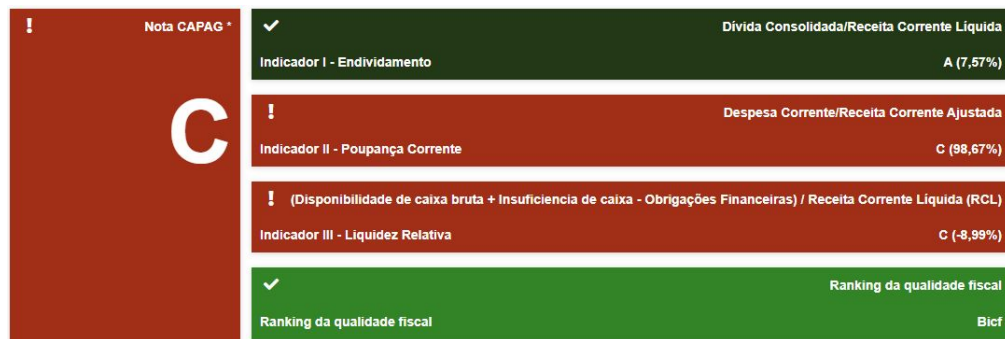 ! Nota CAPAG *
C
Dívida Consolidada/Receita Corrente Líquida
Indicador I - Endividamento A (7,57%)
! Despesa Corrente/Receita Corrente Ajustada
Indicador II - Poupança Corrente C (98,67%)
! (Disponibilidade de caixa bruta + Insuficiencia de caixa - Obrigações Financeiras) / Receita Corrente Líquida (RCL)
Indicador III - Liquidez Relativa C (-8,99%)
Ranking da qualidade fiscal
Ranking da qualidade fiscal Bicf